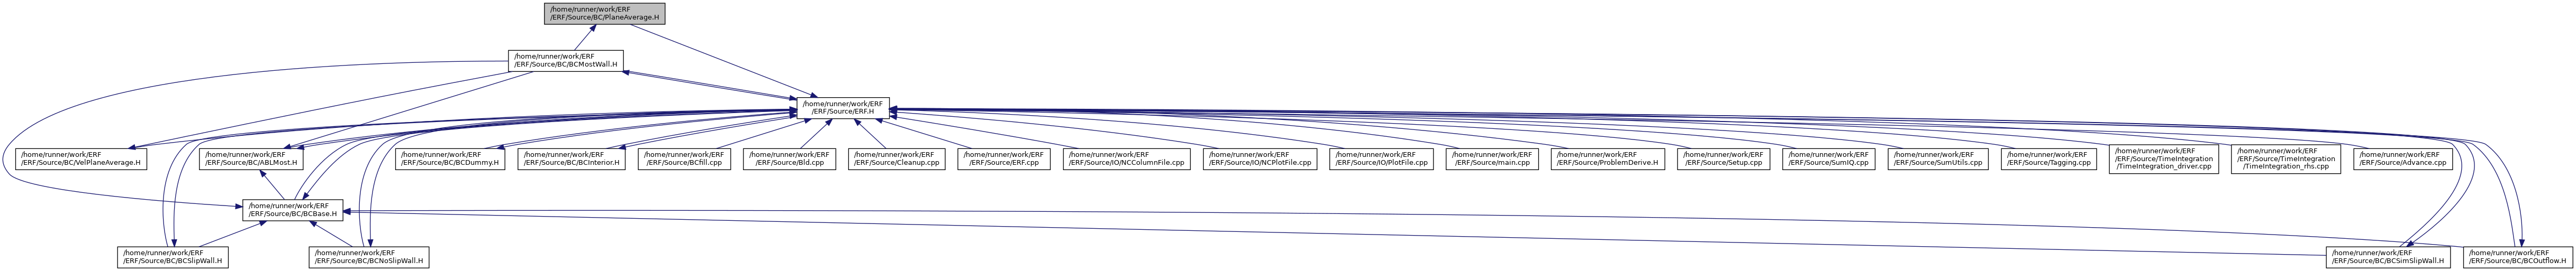 /home/runner/work/ERF
/ERF/Source/BC/PlaneAverage.H
/home/runner/work/ERF
/ERF/Source/BC/BCMostWall.H
/home/runner/work/ERF
/ERF/Source/ERF.H
/home/runner/work/ERF
/ERF/Source/BC/VelPlaneAverage.H
/home/runner/work/ERF
/ERF/Source/BC/ABLMost.H
/home/runner/work/ERF
/ERF/Source/BC/BCDummy.H
/home/runner/work/ERF
/ERF/Source/BC/BCInterior.H
/home/runner/work/ERF
/ERF/Source/BCfill.cpp
/home/runner/work/ERF
/ERF/Source/Bld.cpp
/home/runner/work/ERF
/ERF/Source/Cleanup.cpp
/home/runner/work/ERF
/ERF/Source/ERF.cpp
/home/runner/work/ERF
/ERF/Source/IO/NCColumnFile.cpp
/home/runner/work/ERF
/ERF/Source/IO/NCPlotFile.cpp
/home/runner/work/ERF
/ERF/Source/IO/PlotFile.cpp
/home/runner/work/ERF
/ERF/Source/main.cpp
/home/runner/work/ERF
/ERF/Source/ProblemDerive.H
/home/runner/work/ERF
/ERF/Source/Setup.cpp
/home/runner/work/ERF
/ERF/Source/SumIQ.cpp
/home/runner/work/ERF
/ERF/Source/SumUtils.cpp
/home/runner/work/ERF
/ERF/Source/Tagging.cpp
/home/runner/work/ERF
/ERF/Source/TimeIntegration
/TimeIntegration_driver.cpp
/home/runner/work/ERF
/ERF/Source/TimeIntegration
/TimeIntegration_rhs.cpp
/home/runner/work/ERF
/ERF/Source/Advance.cpp
/home/runner/work/ERF
/ERF/Source/BC/BCBase.H
/home/runner/work/ERF
/ERF/Source/BC/BCSlipWall.H
/home/runner/work/ERF
/ERF/Source/BC/BCNoSlipWall.H
/home/runner/work/ERF
/ERF/Source/BC/BCSimSlipWall.H
/home/runner/work/ERF
/ERF/Source/BC/BCOutflow.H